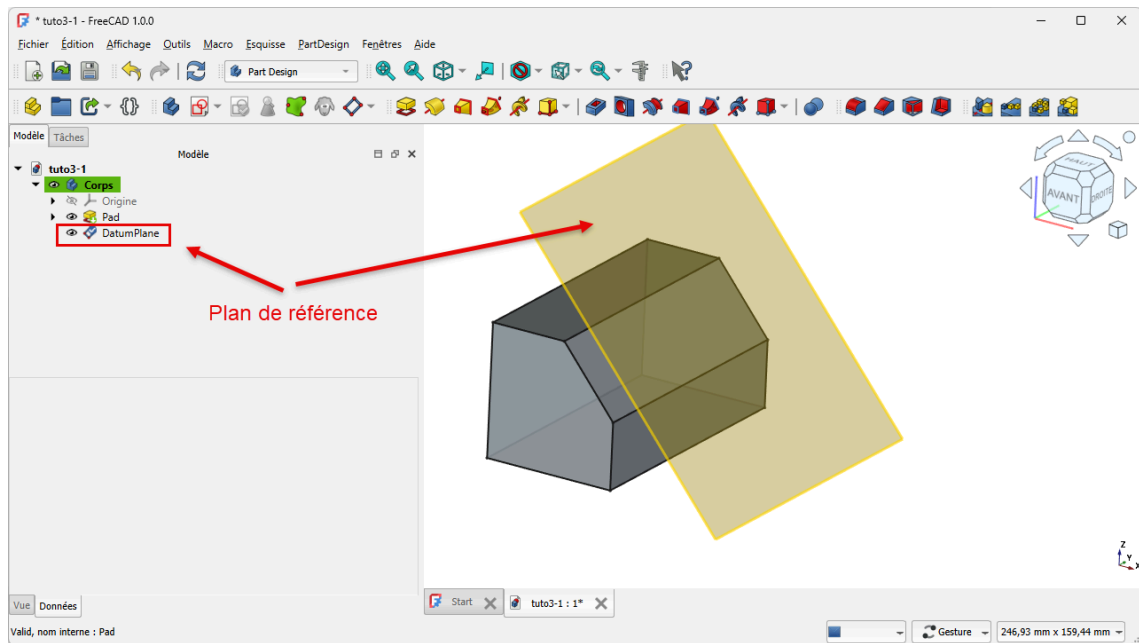 * tuto3-1 - FreeCAD 1.0.0
Fichier Édition Affichage Outils Macro Esquisse PartDesign Fenêtres Aide
Part Design
Modèle Tâches
Modèle
tuto3-1
Corps
Origine
Pad
DatumPlane
Plan de référence
HAUT
AVANT
DROITE
Z
Y
X
Vue Données
Start
tuto3-1 : 1*
Valid, nom interne : Pad
Gesture
246,93 mm x 159,44 mm